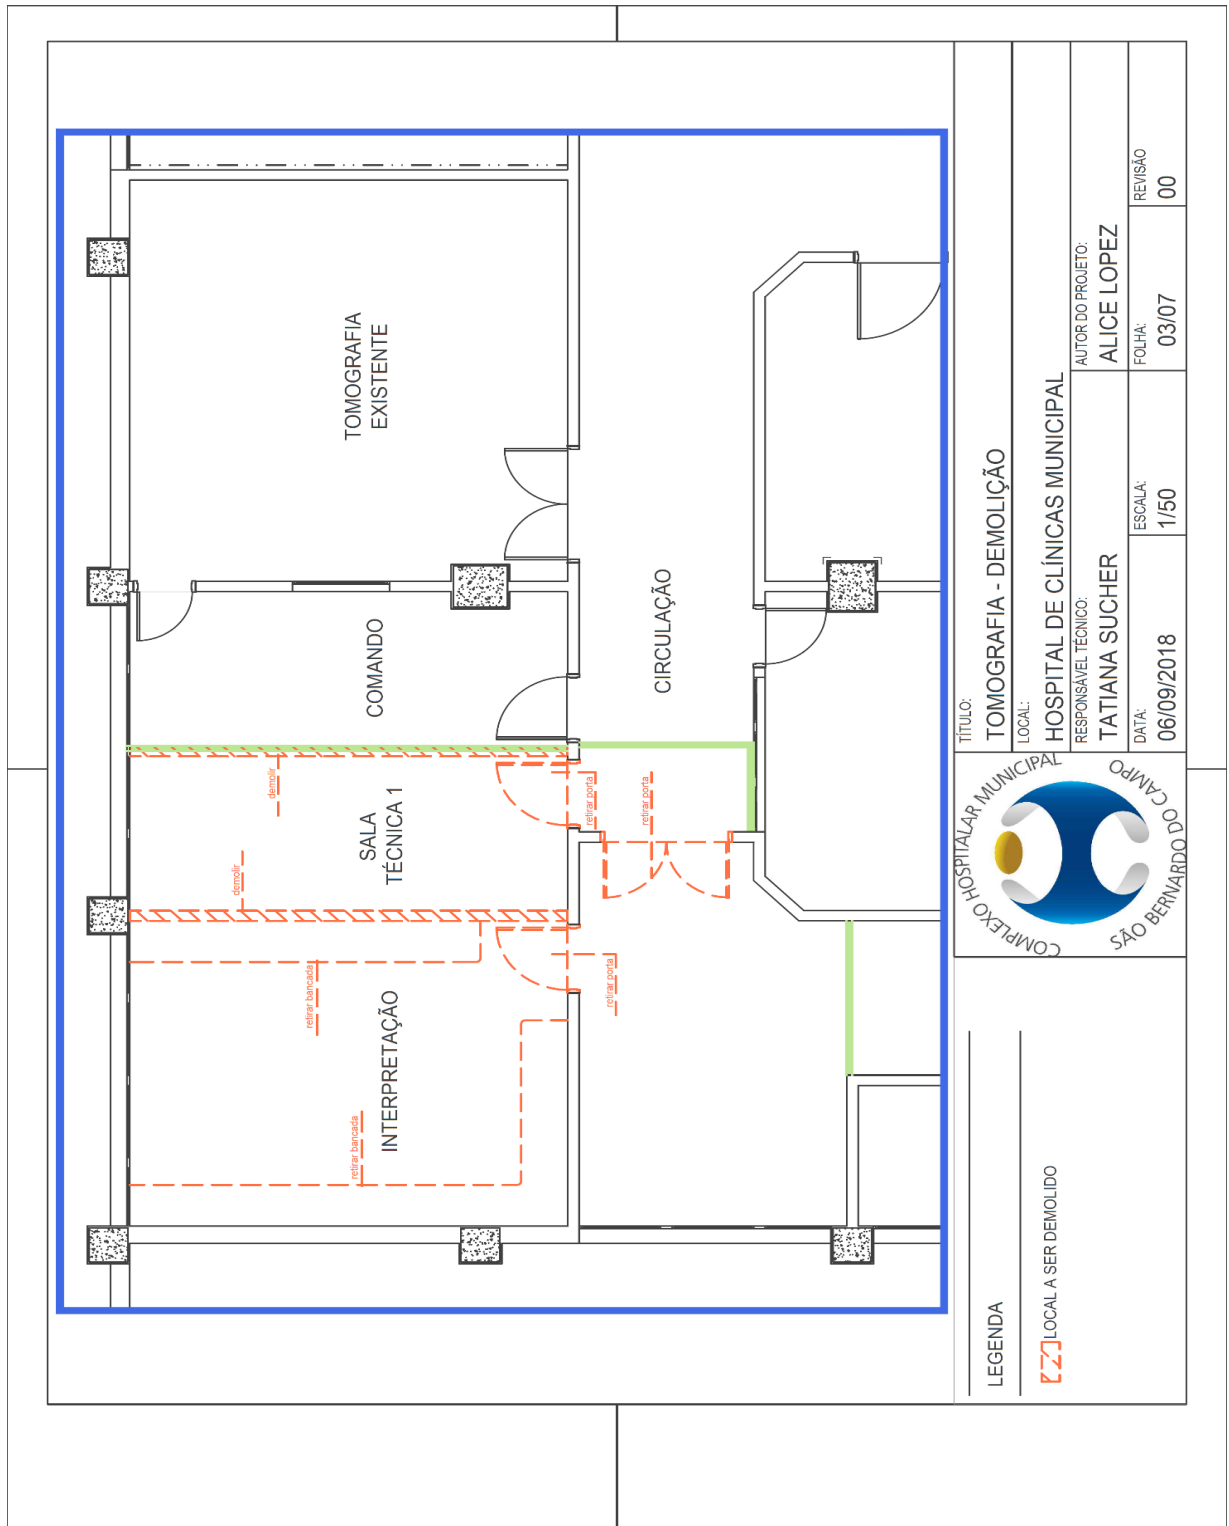 TOMOGRAFIA
EXISTENTE
COMANDO
CIRCULAÇÃO
SALA
TÉCNICA 1
INTERPRETAÇÃO
demolir
demolir
retirar porta
retirar porta
retirar porta
retirar bancada
retirar bancada
LEGENDA
LOCAL A SER DEMOLIDO
COMPLEXO HOSPITALAR MUNICIPAL
SÃO BERNARDO DO CAMPO
TÍTULO:
TOMOGRAFIA - DEMOLIÇÃO
LOCAL:
HOSPITAL DE CLÍNICAS MUNICIPAL
RESPONSÁVEL TÉCNICO:
TATIANA SUCHER
AUTOR DO PROJETO:
ALICE LOPEZ
DATA:
06/09/2018
ESCALA:
1/50
FOLHA:
03/07
REVISÃO
00